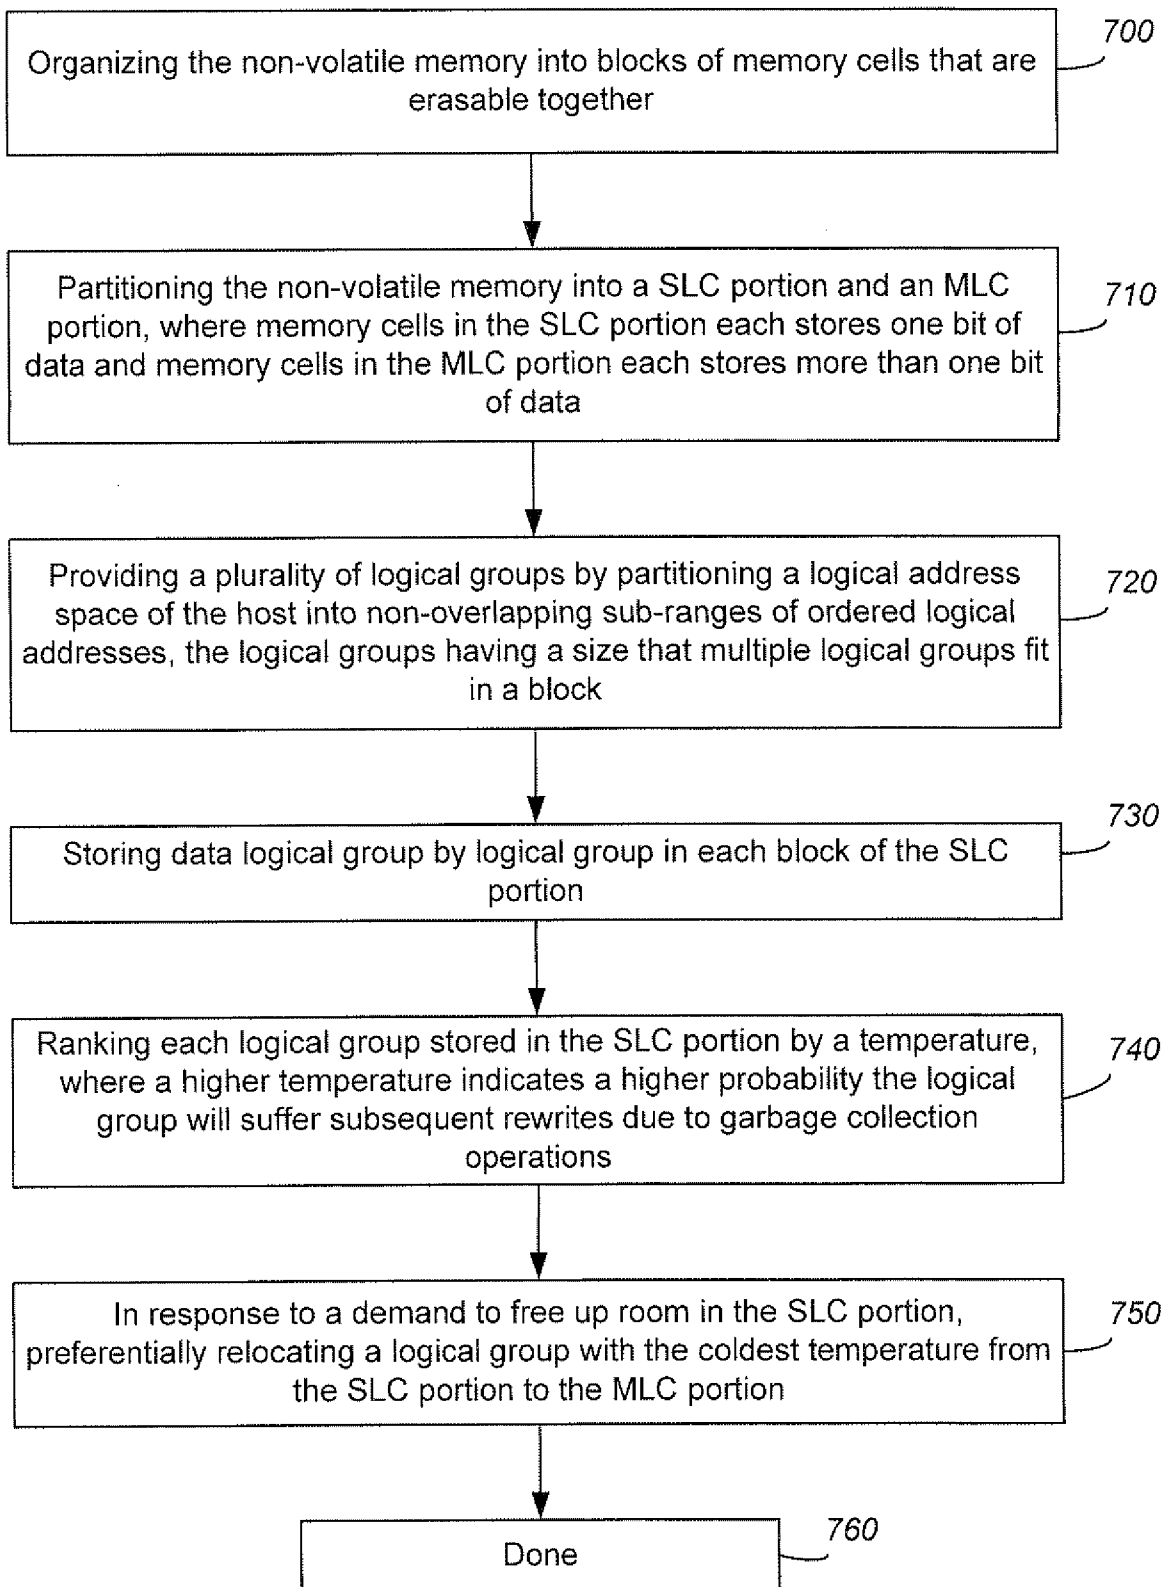 700
Organizing the non-volatile memory into blocks of memory cells that are
erasable together
710
Partitioning the non-volatile memory into a SLC portion and an MLC
portion, where memory cells in the SLC portion each stores one bit of
data and memory cells in the MLC portion each stores more than one bit
of data
720
Providing a plurality of logical groups by partitioning a logical address
space of the host into non-overlapping sub-ranges of ordered logical
addresses, the logical groups having a size that multiple logical groups fit
in a block
730
Storing data logical group by logical group in each block of the SLC
portion
740
Ranking each logical group stored in the SLC portion by a temperature,
where a higher temperature indicates a higher probability the logical
group will suffer subsequent rewrites due to garbage collection
operations
750
In response to a demand to free up room in the SLC portion,
preferentially relocating a logical group with the coldest temperature from
the SLC portion to the MLC portion
760
Done